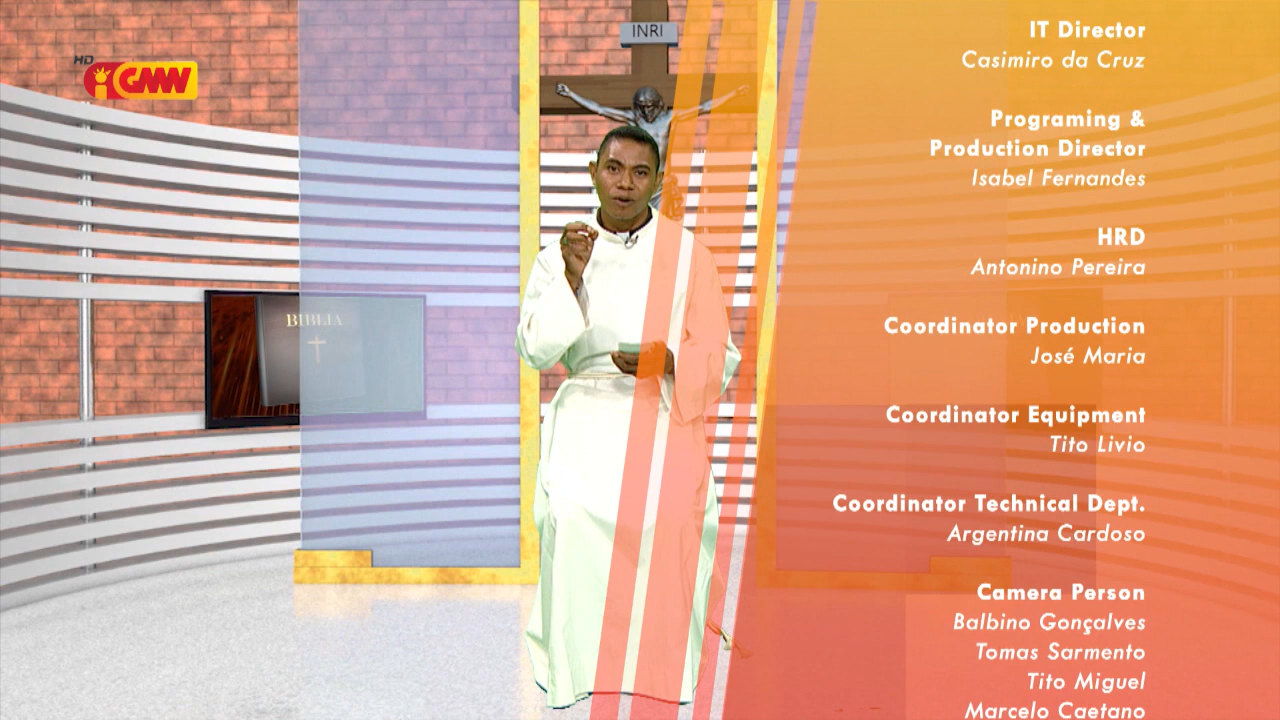 HD
GMW
INRI
BIBLIA
IT Director
Casimiro da Cruz
Programing &
Production Director
Isabel Fernandes
HRD
Antonino Pereira
Coordinator Production
José Maria
Coordinator Equipment
Tito Livio
Coordinator Technical Dept.
Argentina Cardoso
Camera Person
Balbino Gonçalves
Tomas Sarmento
Tito Miguel
Marcelo Caetano